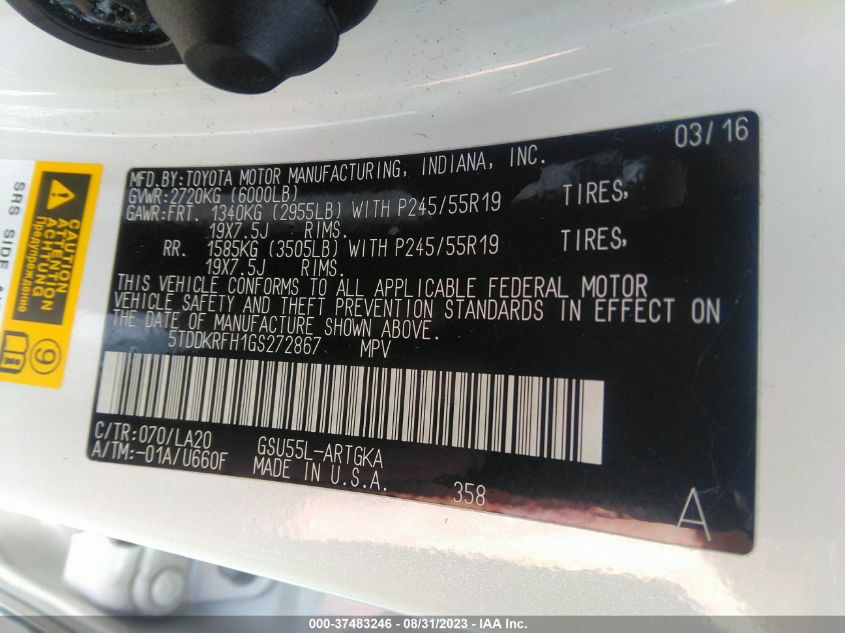 03/16
MFD.BY:TOYOTA MOTOR MANUFACTURING, INDIANA, INC.
GVWR:2720KG (6000LB)
GAWR:FRT. 1340KG (2955LB) WITH P245/55R19 TIRES,
19X7.5J RIMS.
RR. 1585KG (3505LB) WITH P245/55R19 TIRES,
19X7.5J RIMS.
THIS VEHICLE CONFORMS TO ALL APPLICABLE FEDERAL MOTOR
VEHICLE SAFETY AND THEFT PREVENTION STANDARDS IN EFFECT ON
THE DATE OF MANUFACTURE SHOWN ABOVE.
5TDDKRFH1GS272867 MPV
C/TR:070/LA20 GSU55L-ARTGKA
A/TM:-01A/U660F MADE IN U.S.A. 358
A
SRS SIDE
CAUTION
ATTENTION
ACHTUNG
Предупреждение
9
000-37483246 - 08/31/2023 - IAA Inc.